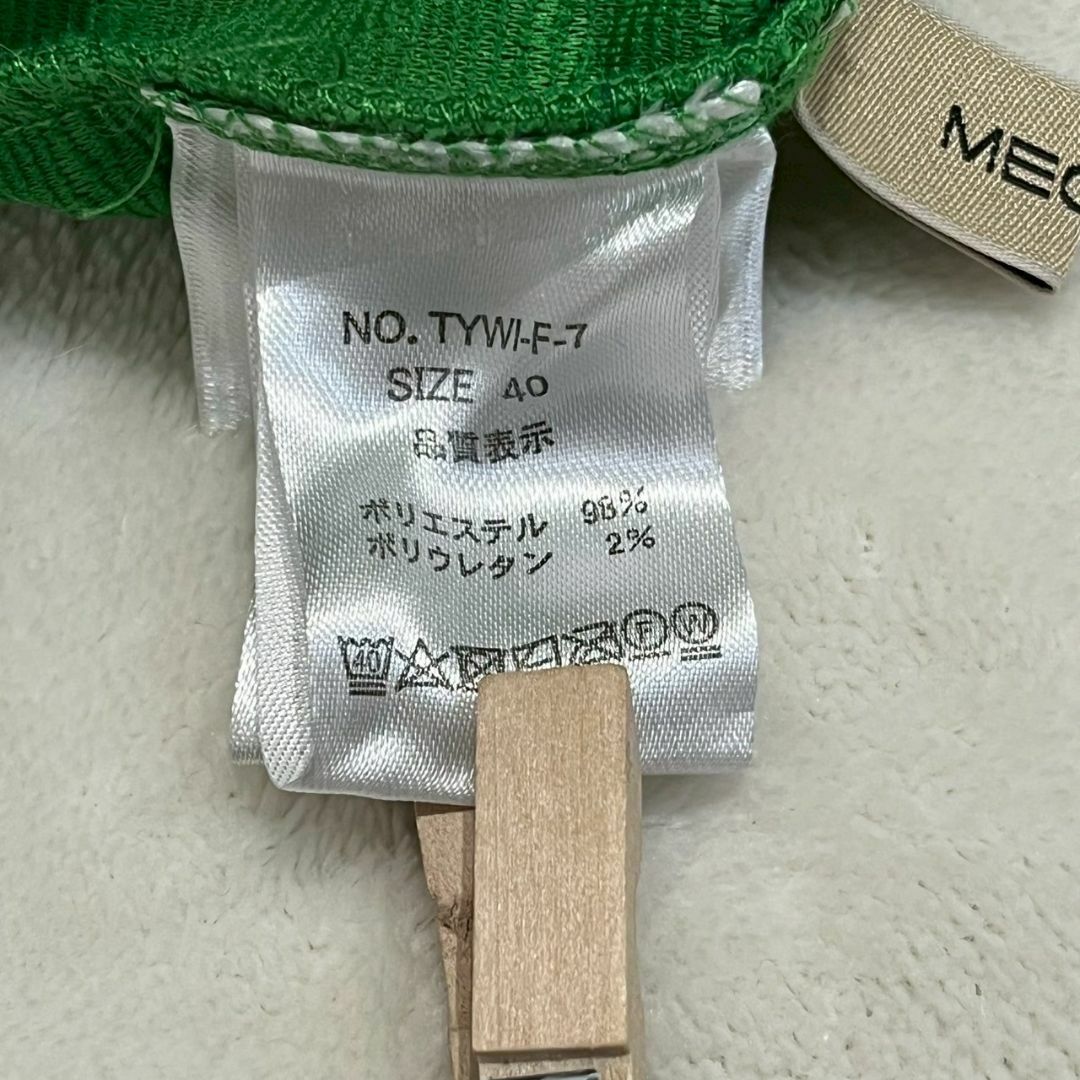 MEC
NO. TYWI-F-7
SIZE 40
品質表示
ポリエステル 98%
ポリウレタン 2%
40
F